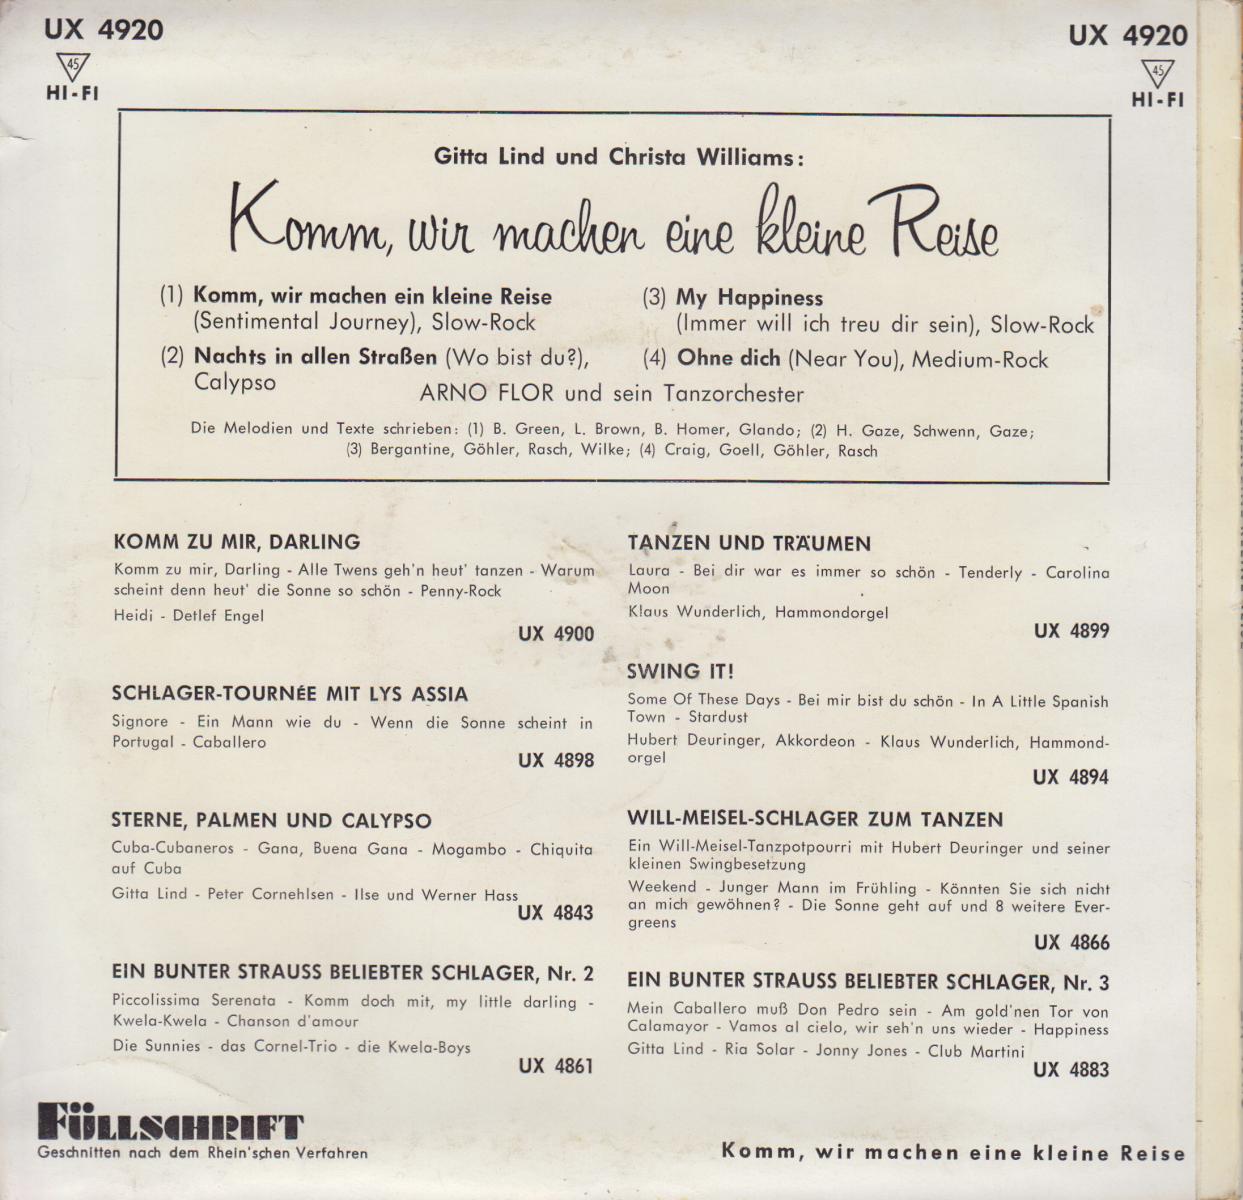 UX 4920
UX 4920
45
HI-FI
45
HI-FI
Gitta Lind und Christa Williams:
Komm, wir machen eine kleine Reise
(1) Komm, wir machen ein kleine Reise
(Sentimental Journey), Slow-Rock
(2) Nachts in allen Straßen (Wo bist du?),
Calypso
(3) My Happiness
(Immer will ich treu dir sein), Slow-Rock
(4) Ohne dich (Near You), Medium-Rock
ARNO FLOR und sein Tanzorchester
Die Melodien und Texte schrieben: (1) B. Green, L. Brown, B. Homer, Glando; (2) H. Gaze, Schwenn, Gaze;
(3) Bergantine, Göhler, Rasch, Wilke; (4) Craig, Goell, Göhler, Rasch
KOMM ZU MIR, DARLING
Komm zu mir, Darling - Alle Twens geh'n heut' tanzen - Warum
scheint denn heut' die Sonne so schön - Penny-Rock
Heidi - Detlef Engel
UX 4900
SCHLAGER-TOURNÉE MIT LYS ASSIA
Signore - Ein Mann wie du - Wenn die Sonne scheint in
Portugal - Caballero
UX 4898
STERNE, PALMEN UND CALYPSO
Cuba-Cubaneros - Gana, Buena Gana - Mogambo - Chiquita
auf Cuba
Gitta Lind - Peter Cornehlsen - Ilse und Werner Hass
UX 4843
EIN BUNTER STRAUSS BELIEBTER SCHLAGER, Nr. 2
Piccolissima Serenata - Komm doch mit, my little darling -
Kwela-Kwela - Chanson d'amour
Die Sunnies - das Cornel-Trio - die Kwela-Boys
UX 4861
TANZEN UND TRÄUMEN
Laura - Bei dir war es immer so schön - Tenderly - Carolina
Moon
Klaus Wunderlich, Hammondorgel
UX 4899
SWING IT!
Some Of These Days - Bei mir bist du schön - In A Little Spanish
Town - Stardust
Hubert Deuringer, Akkordeon - Klaus Wunderlich, Hammond-
orgel
UX 4894
WILL-MEISEL-SCHLAGER ZUM TANZEN
Ein Will-Meisel-Tanzpotpourri mit Hubert Deuringer und seiner
kleinen Swingbesetzung
Weekend - Junger Mann im Frühling - Könnten Sie sich nicht
an mich gewöhnen? - Die Sonne geht auf und 8 weitere Ever-
greens
UX 4866
EIN BUNTER STRAUSS BELIEBTER SCHLAGER, Nr. 3
Mein Caballero muß Don Pedro sein - Am gold'nen Tor von
Calamayor - Vamos al cielo, wir seh'n uns wieder - Happiness
Gitta Lind - Ria Solar - Jonny Jones - Club Martini
UX 4883
FÜLLSCHRIFT
Geschnitten nach dem Rhein'schen Verfahren
Komm, wir machen eine kleine Reise